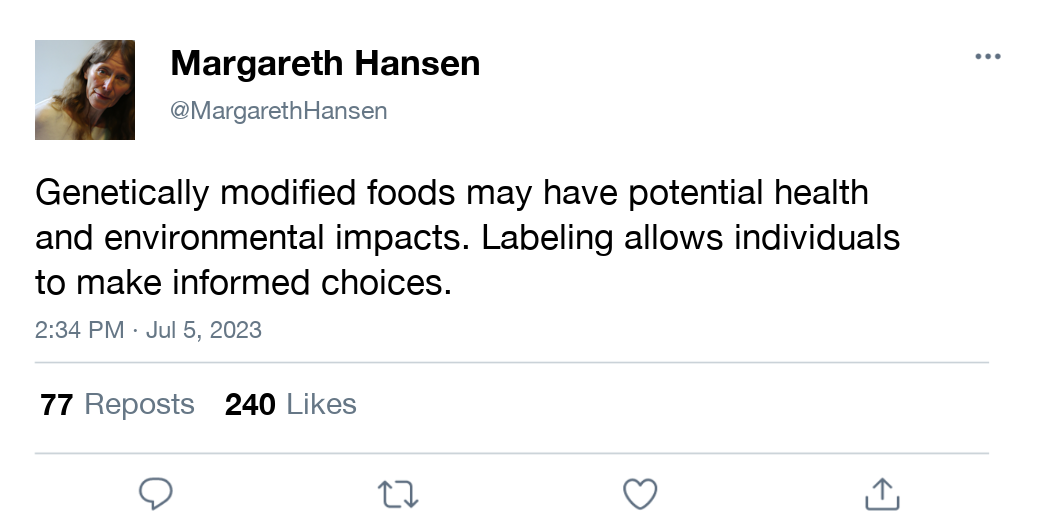 Margareth Hansen
@MargarethHansen
Genetically modified foods may have potential health
and environmental impacts. Labeling allows individuals
to make informed choices.
2:34 PM · Jul 5, 2023
77 Reposts 240 Likes